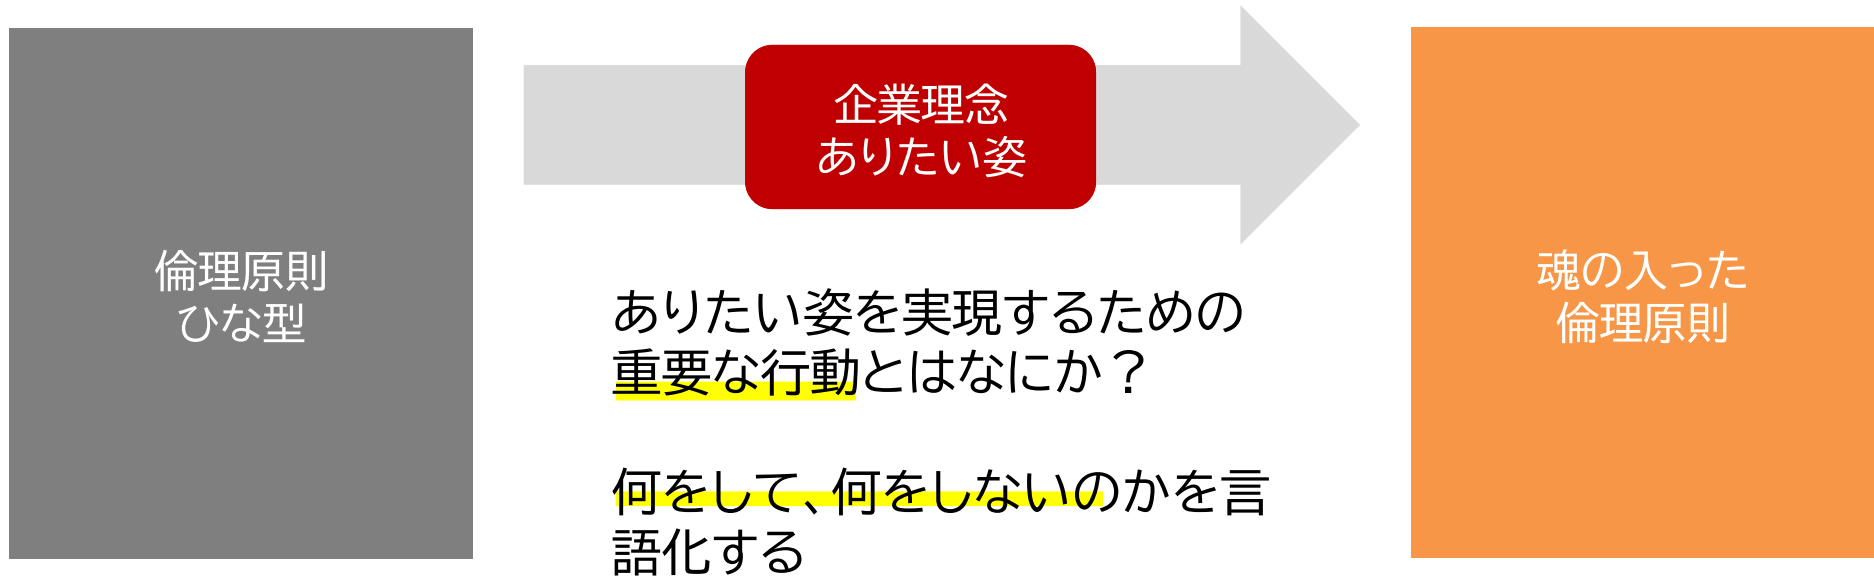 倫理原則
ひな型
企業理念
ありたい姿
ありたい姿を実現するための
重要な行動とはなにか？
何をして、何をしないのかを言
語化する
魂の入った
倫理原則